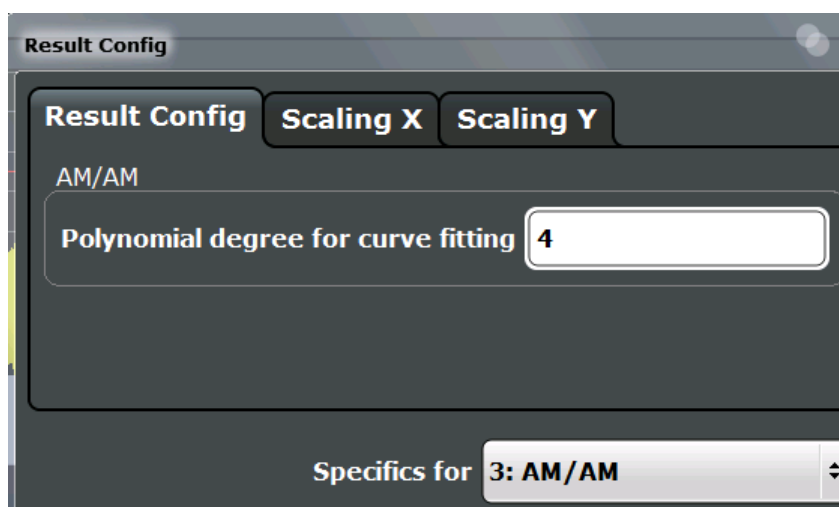 Result Config
Result Config Scaling X Scaling Y
AM/AM
Polynomial degree for curve fitting 4
Specifics for 3: AM/AM